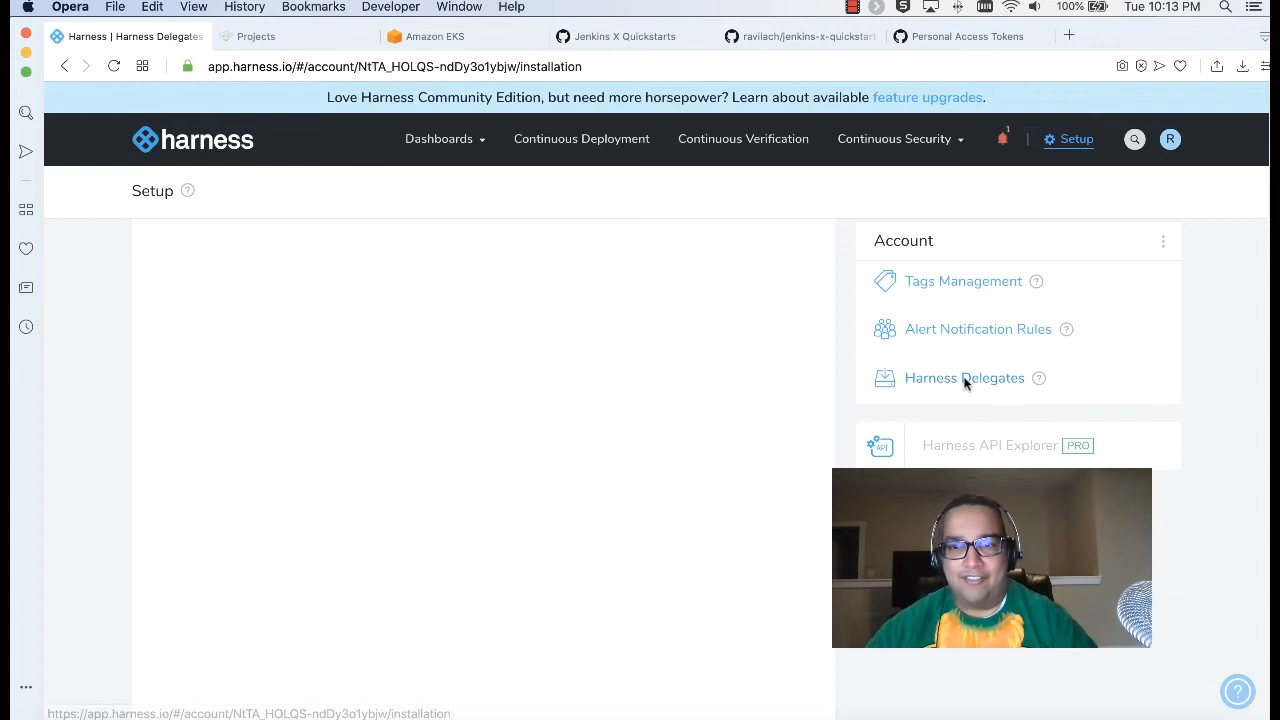 Opera File Edit View History Bookmarks Developer Window Help 100% Tue 10:13 PM
Harness | Harness Delegates Projects Amazon EKS Jenkins X Quickstarts ravilach/jenkins-x-quickstart Personal Access Tokens
app.harness.io/#/account/NtTA_HOLQS-ndDy3o1ybjw/installation
Love Harness Community Edition, but need more horsepower? Learn about available feature upgrades.
harness Dashboards Continuous Deployment Continuous Verification Continuous Security 1 Setup R
Setup
Account
Tags Management
Alert Notification Rules
Harness Delegates
API Harness API Explorer PRO
https://app.harness.io/#/account/NtTA_HOLQS-ndDy3o1ybjw/installation